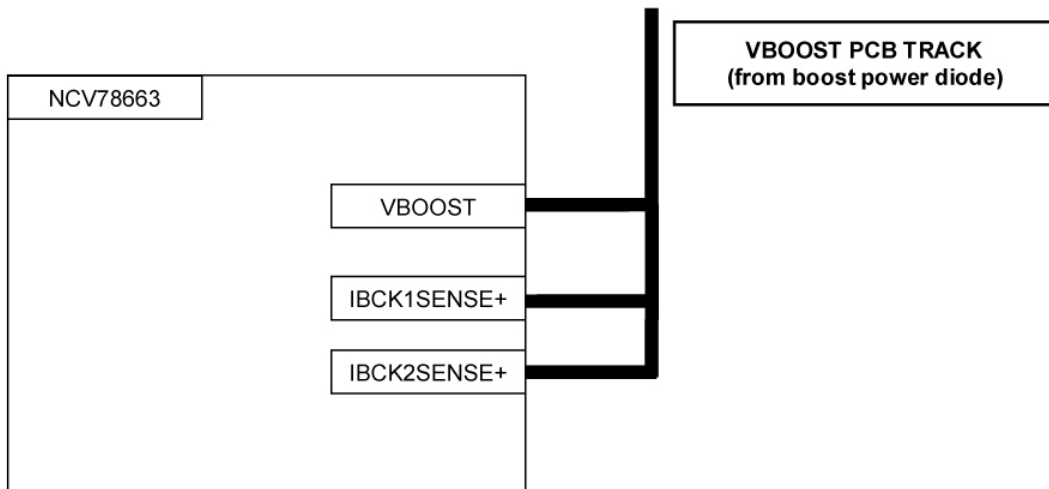 VBOOST PCB TRACK
(from boost power diode)
NCV78663
VBOOST
IBCK1SENSE+
IBCK2SENSE+